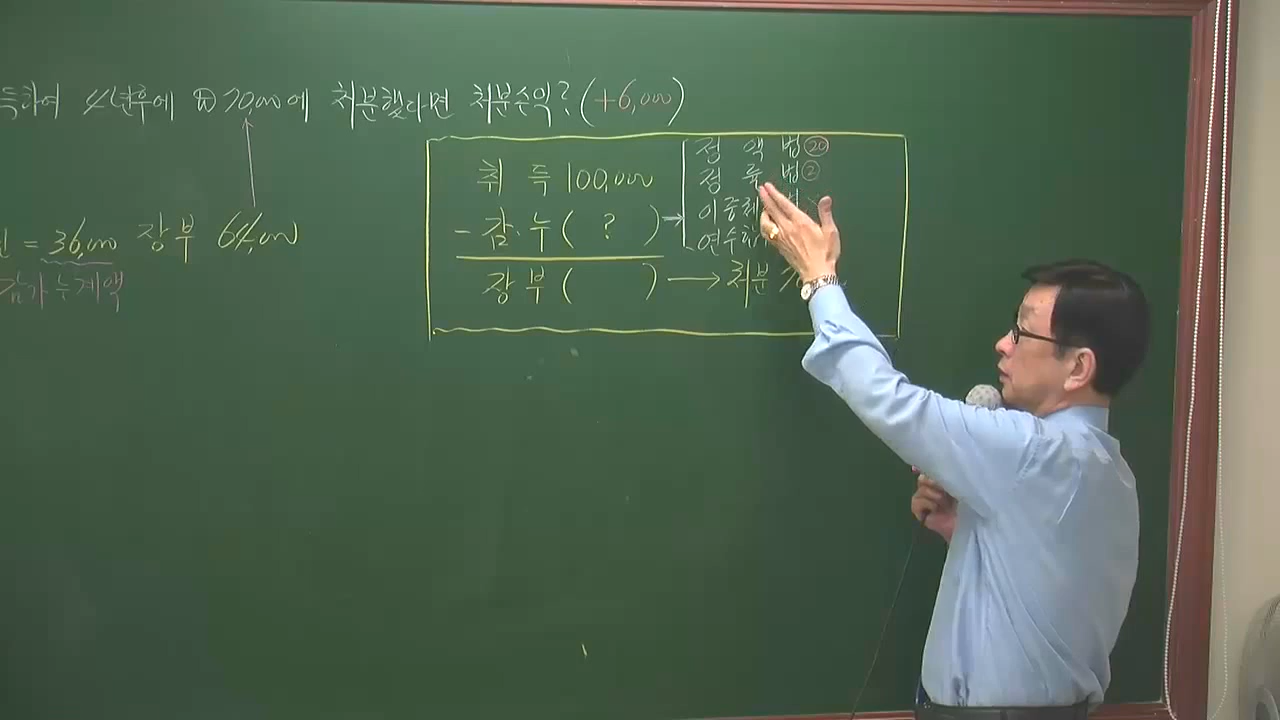 득하여 4년후에 ₩70,000에 처분했다면 처분손익? (+6,000)
취 득 100,000
- 감.누 ( ? ) →
장 부 ( ) → 처분
정 액 법 20
정 률 법 2
이중체
연수
= 36,000 장부 64,000
감가누계액